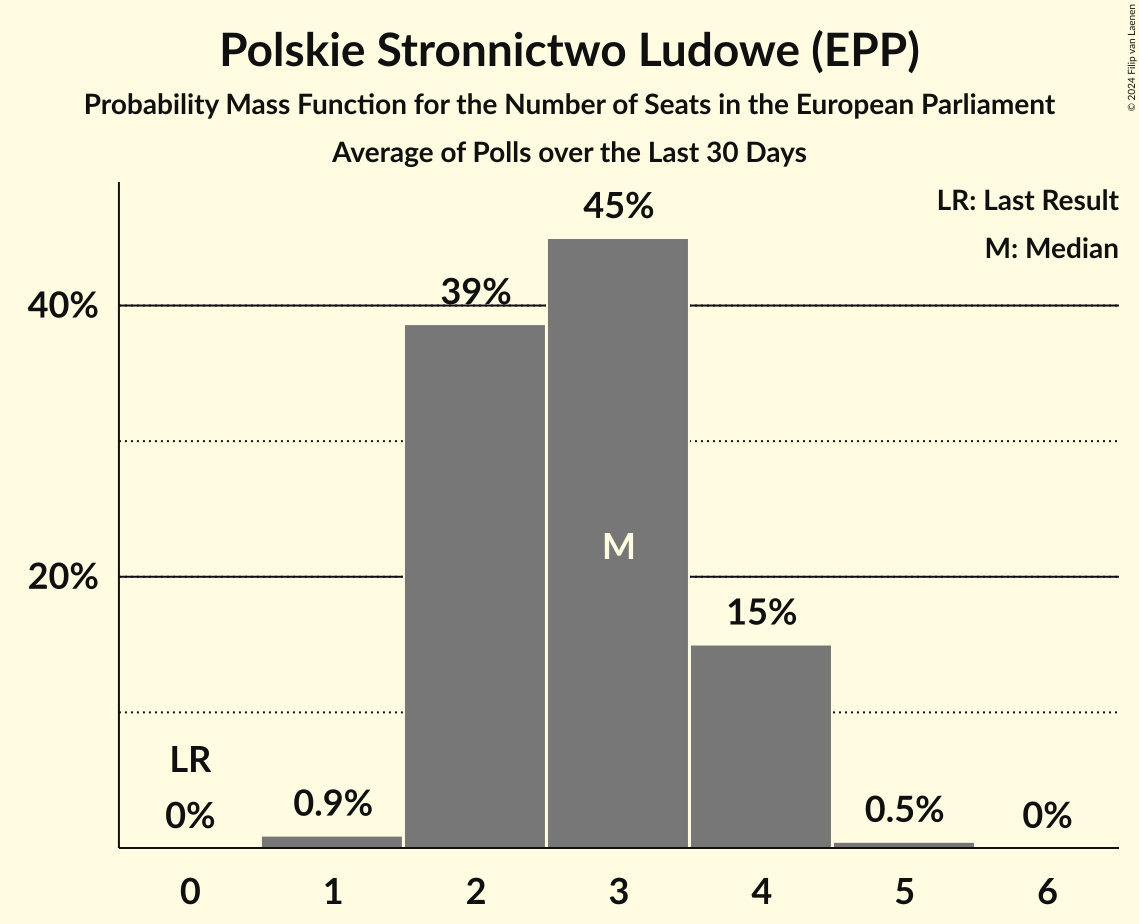 Polskie Stronnictwo Ludowe (EPP)
Probability Mass Function for the Number of Seats in the European Parliament
Average of Polls over the Last 30 Days
© 2024 Filip van Laenen
LR: Last Result
M: Median
45%
39%
40%
M
20%
15%
LR
0%
0.9%
0.5%
0%
0 1 2 3 4 5 6